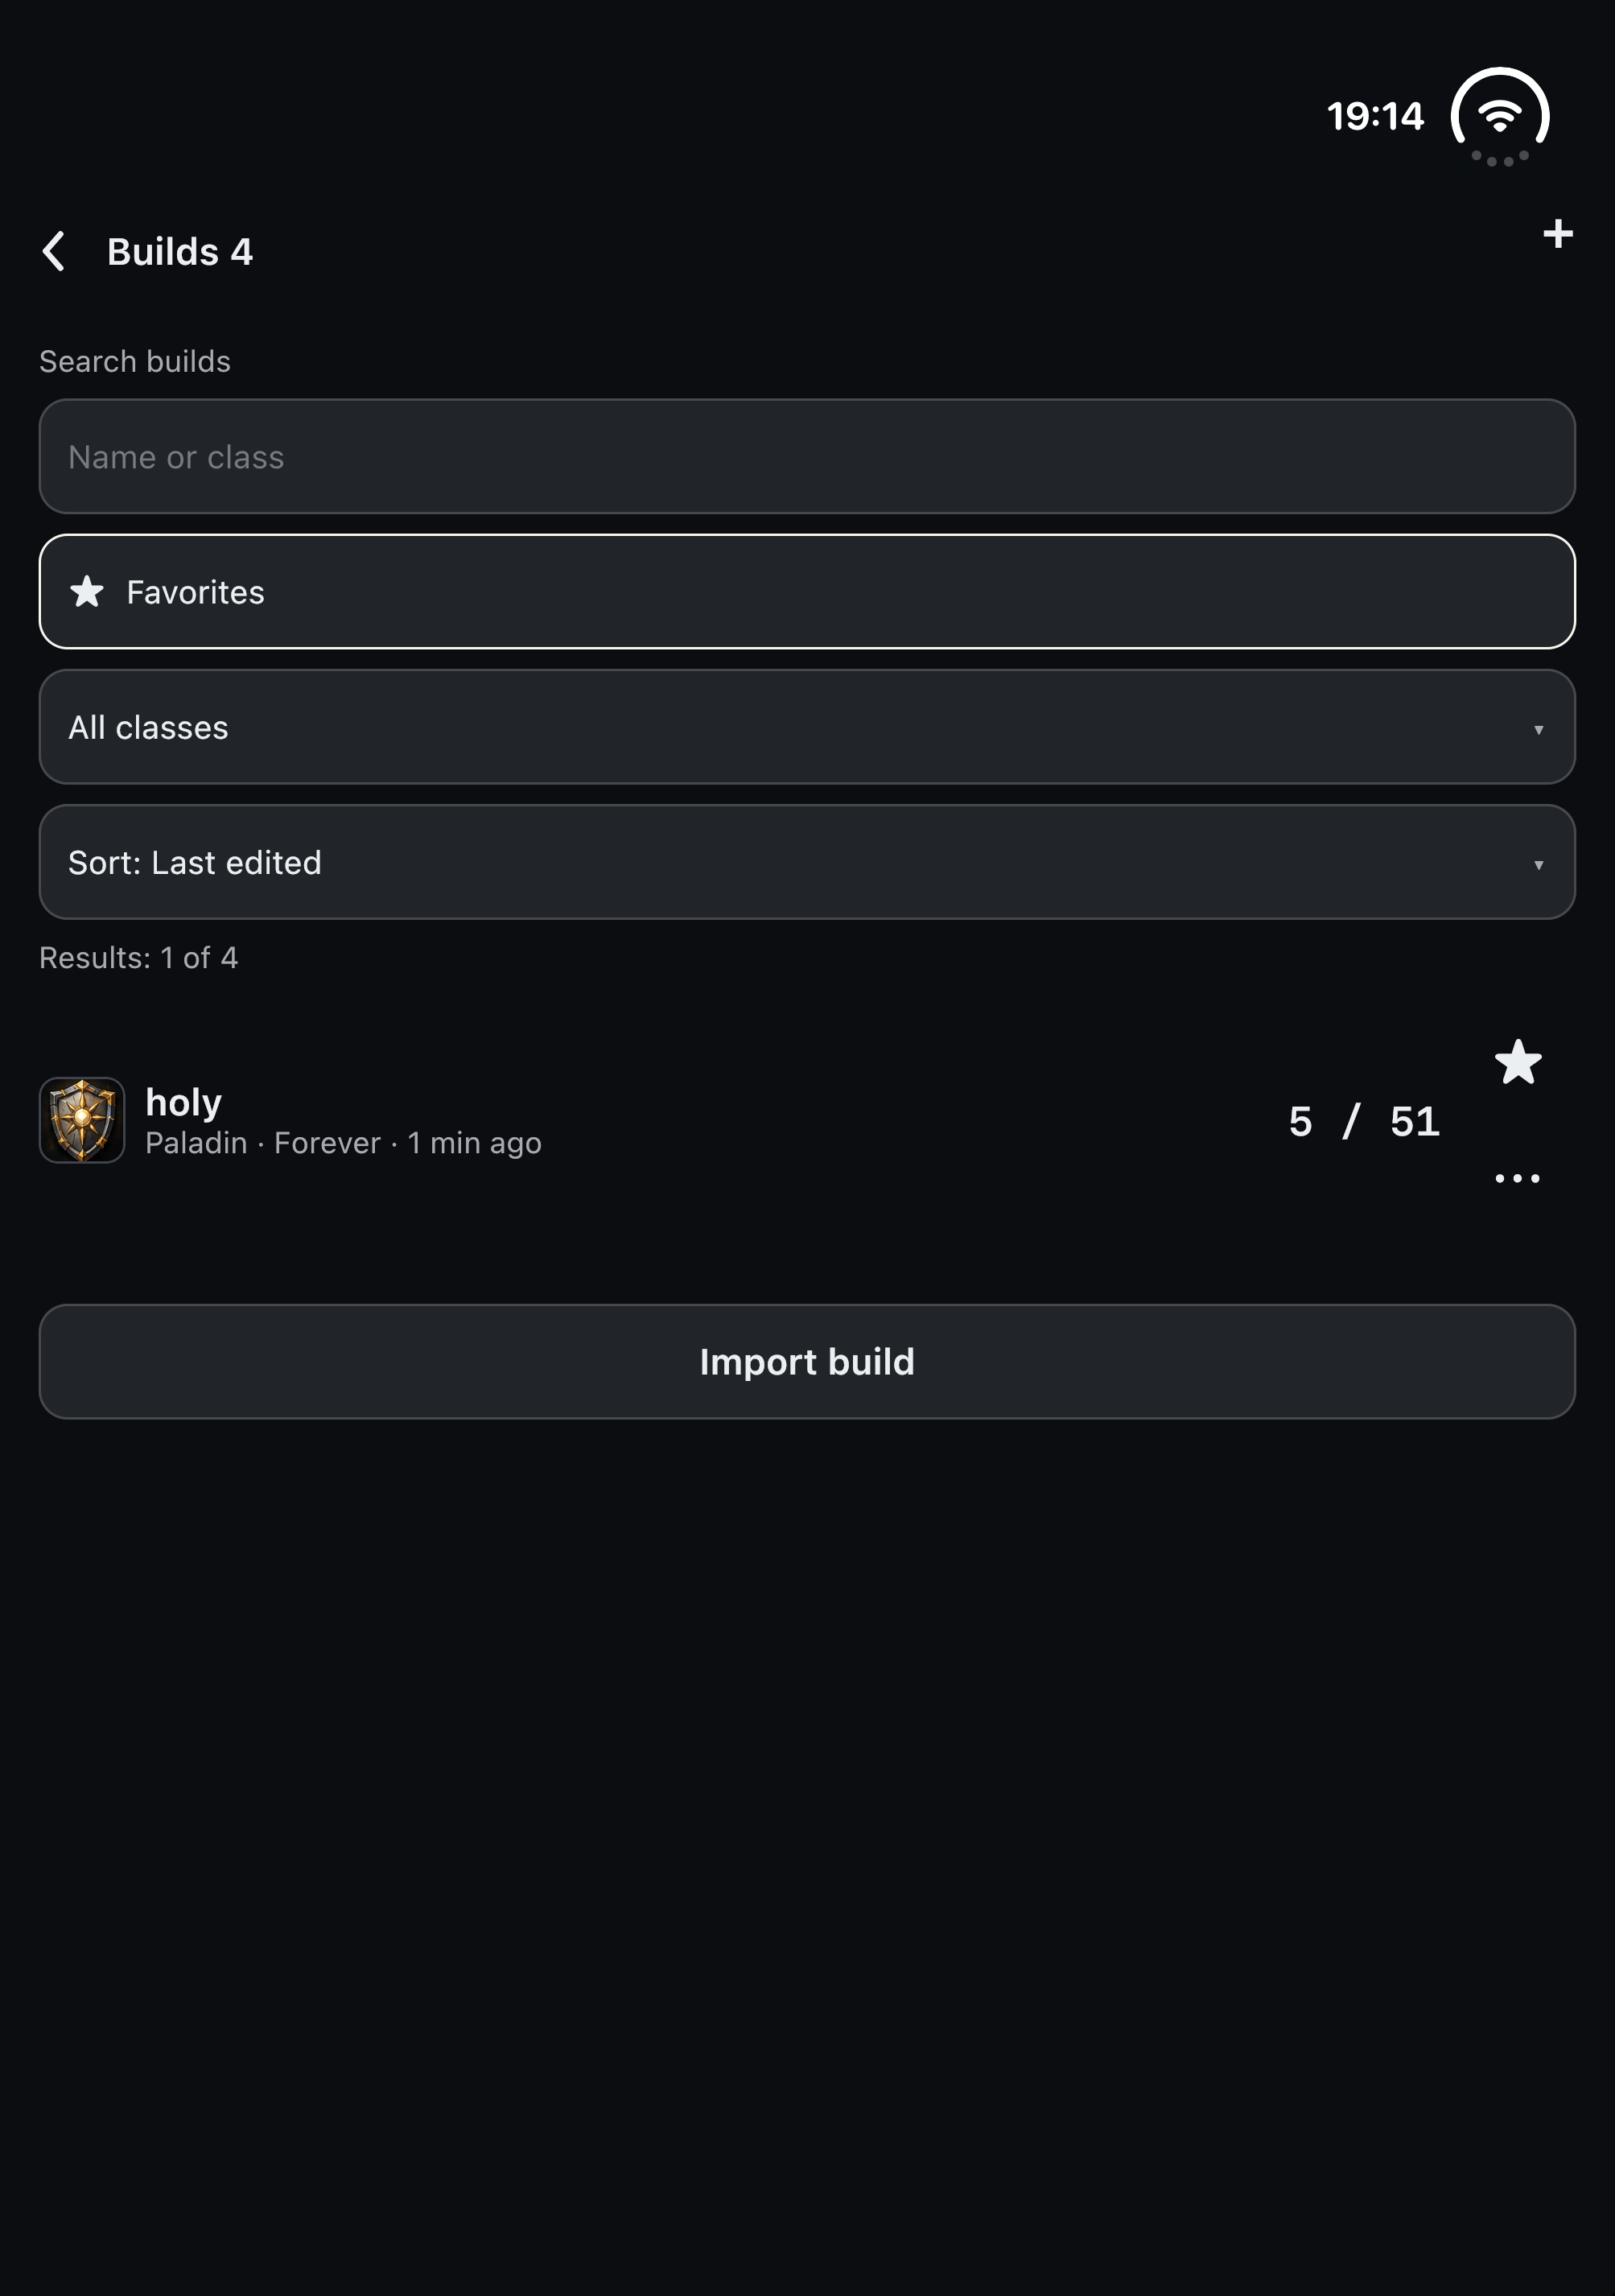 19:14
Builds 4
+
Search builds
Name or class
Favorites
All classes
Sort: Last edited
Results: 1 of 4
holy
5 / 51
Paladin · Forever · 1 min ago
Import build